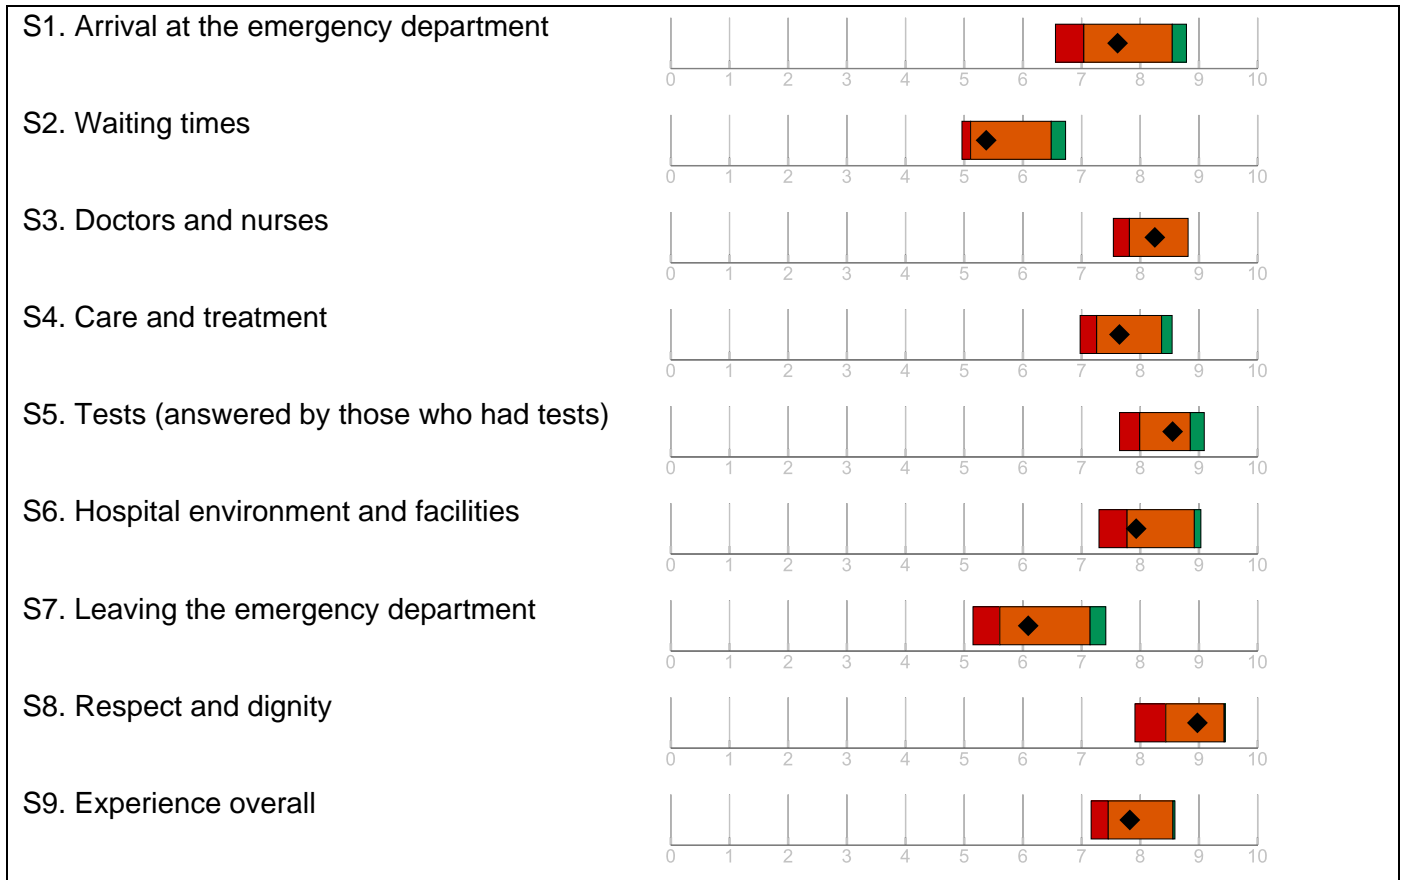 S1. Arrival at the emergency department
0 1 2 3 4 5 6 7 8 9 10
S2. Waiting times
0 1 2 3 4 5 6 7 8 9 10
S3. Doctors and nurses
0 1 2 3 4 5 6 7 8 9 10
S4. Care and treatment
0 1 2 3 4 5 6 7 8 9 10
S5. Tests (answered by those who had tests)
0 1 2 3 4 5 6 7 8 9 10
S6. Hospital environment and facilities
0 1 2 3 4 5 6 7 8 9 10
S7. Leaving the emergency department
0 1 2 3 4 5 6 7 8 9 10
S8. Respect and dignity
0 1 2 3 4 5 6 7 8 9 10
S9. Experience overall
0 1 2 3 4 5 6 7 8 9 10